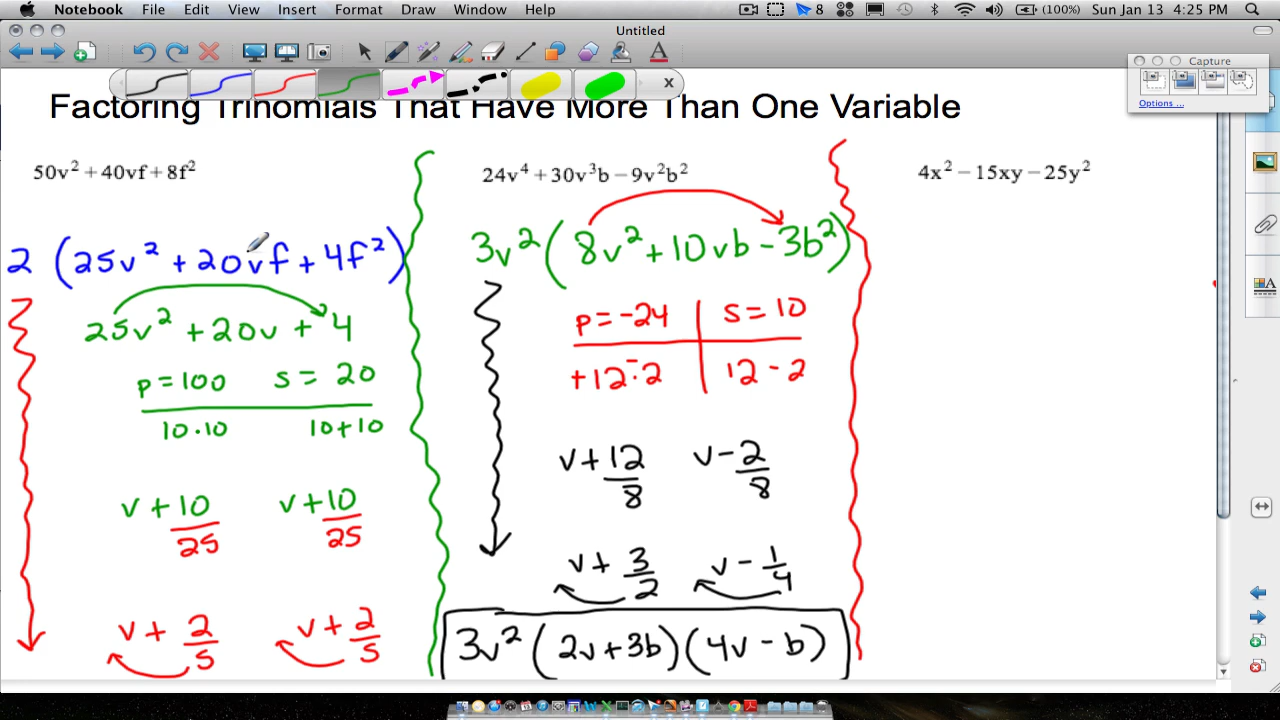 Notebook File Edit View Insert Format Draw Window Help 8 (100%) Sun Jan 13 4:25 PM
Untitled
Capture
Options ...
x
Factoring Trinomials That Have More Than One Variable
50v² + 40vf + 8f²
2 (25v² + 20vf + 4f²)
25v² + 20v + 4
p = 100 s = 20
10 · 10 10 + 10
v + 10/25 v + 10/25
v + 2/5 v + 2/5
24v⁴ + 30v³b − 9v²b²
3v² (8v² + 10vb − 3b²)
p = -24 s = 10
+12 · -2 12 - 2
v + 12/8 v - 2/8
v + 3/2 v - 1/4
3v² (2v + 3b)(4v - b)
4x² − 15xy − 25y²